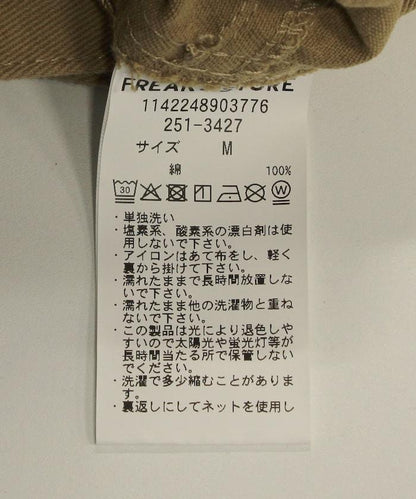 FREAK'S STORE
1142248903776
251-3427
サイズ M
綿 100%
30
W
・単独洗い
・塩素系、酸素系の漂白剤は使
用しないで下さい。
・アイロンはあて布をし、軽く
裏から掛けて下さい。
・濡れたままで長時間放置しな
いで下さい。
・濡れたまま他の洗濯物と重ね
ないで下さい。
・この製品は光により退色しや
すいので太陽光や蛍光灯等が
長時間当たる所で保管しない
でください。
・洗濯で多少縮むことがありま
す。
・裏返しにしてネットを使用し